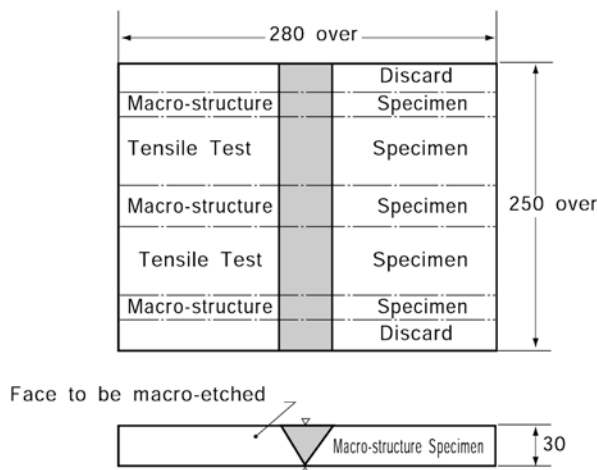 280 over
Discard
Macro-structure Specimen
Tensile Test Specimen
Macro-structure Specimen
250 over
Tensile Test Specimen
Macro-structure Specimen
Discard
Face to be macro-etched
Macro-structure Specimen
30